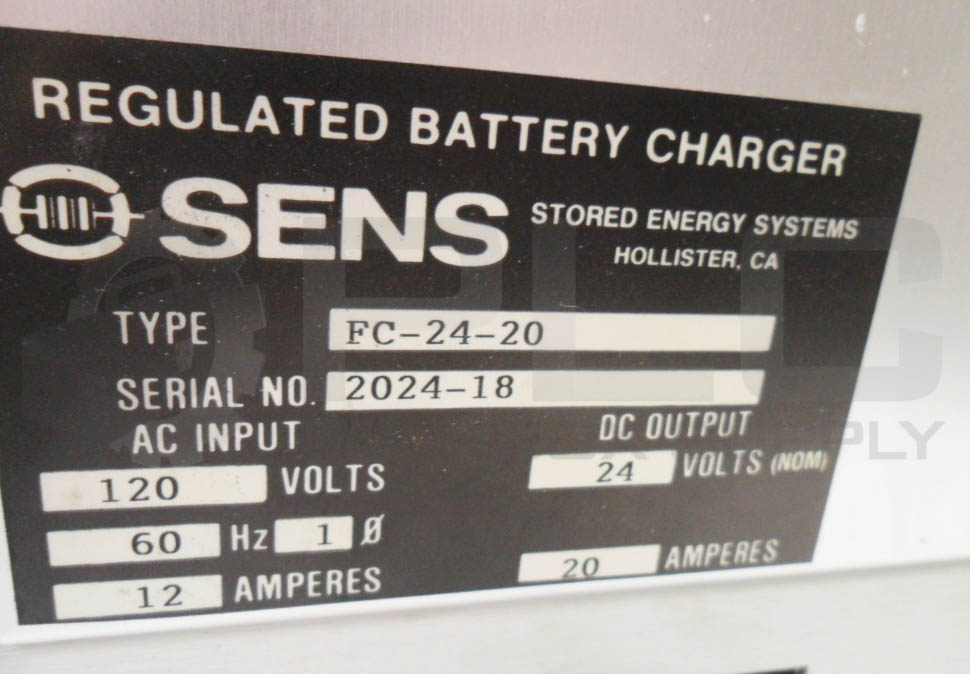 REGULATED BATTERY CHARGER
SENS STORED ENERGY SYSTEMS
HOLLISTER, CA
TYPE FC-24-20
SERIAL NO. 2024-18
AC INPUT DC OUTPUT
120 VOLTS 24 VOLTS (NOM)
60 Hz 1 Ø
12 AMPERES 20 AMPERES
PLC